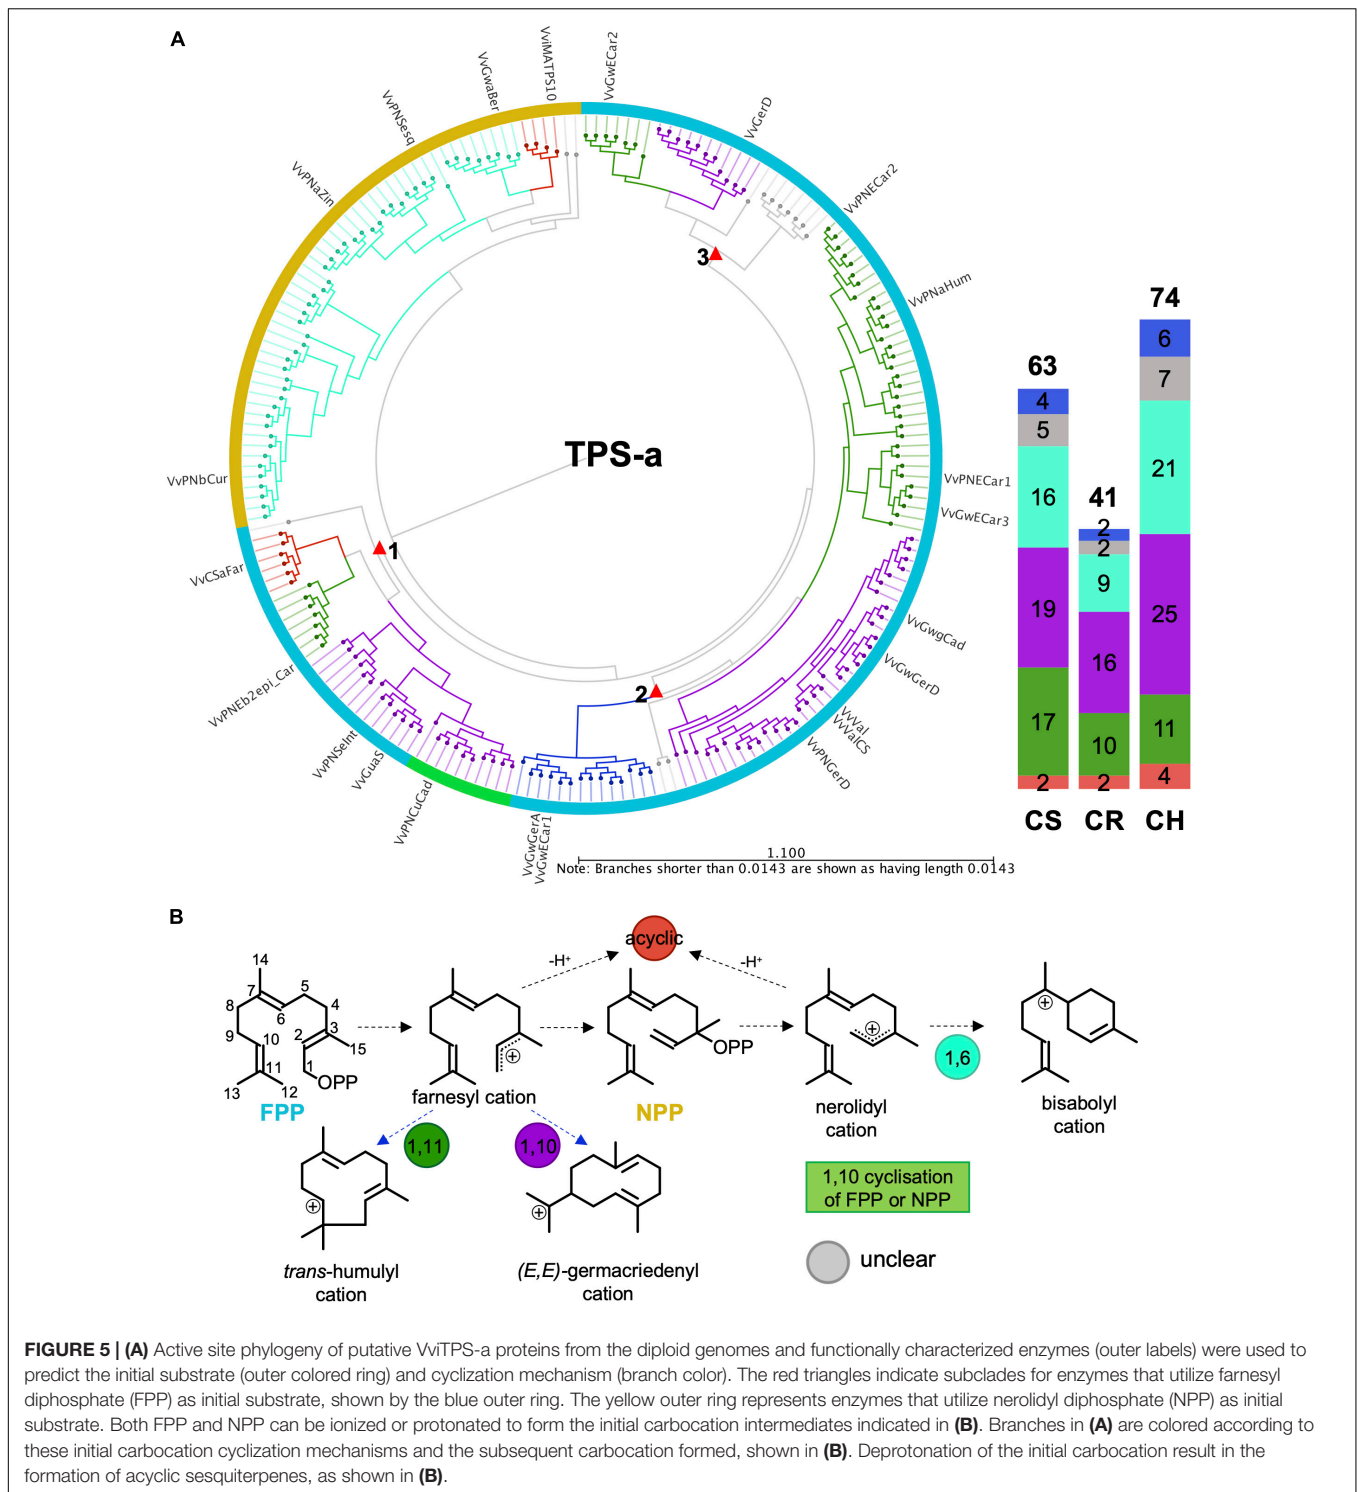 A
VvGwECar2
VviMATPS10
VvGwaBer
VvGerD
VvPNSesq
VvPNaZin
VvPNECar2
3
VvPNaHum
74
6
63
7
4
5
TPS-a
21
16
VvPNbCur
VvPNECar1
41
VvGwECar3
2
2
1
9
VvCSaFar
19
25
VvGwgCad
16
VvGwGerD
2
VvPNEb2epi_Car
VvVal
VvValCS
17
11
10
VvPNSeInt
VvGuaS
VvPNGerD
VvPNCuCad
2
2
4
CS CR CH
VvGwGerA
VvGwECar1
1.100
Note: Branches shorter than 0.0143 are shown as having length 0.0143
B
acyclic
-H+
-H+
14
7
5
8
4
6
9
10
2
3
15
11
1
OPP
13
12
OPP
1,6
FPP
farnesyl cation
NPP
nerolidyl
cation
bisabolyl
cation
1,11
1,10
1,10 cyclisation
of FPP or NPP
unclear
trans-humulyl
cation
(E,E)-germacriedenyl
cation
FIGURE 5 | (A) Active site phylogeny of putative VviTPS-a proteins from the diploid genomes and functionally characterized enzymes (outer labels) were used to
predict the initial substrate (outer colored ring) and cyclization mechanism (branch color). The red triangles indicate subclades for enzymes that utilize farnesyl
diphosphate (FPP) as initial substrate, shown by the blue outer ring. The yellow outer ring represents enzymes that utilize nerolidyl diphosphate (NPP) as initial
substrate. Both FPP and NPP can be ionized or protonated to form the initial carbocation intermediates indicated in (B). Branches in (A) are colored according to
these initial carbocation cyclization mechanisms and the subsequent carbocation formed, shown in (B). Deprotonation of the initial carbocation result in the
formation of acyclic sesquiterpenes, as shown in (B).